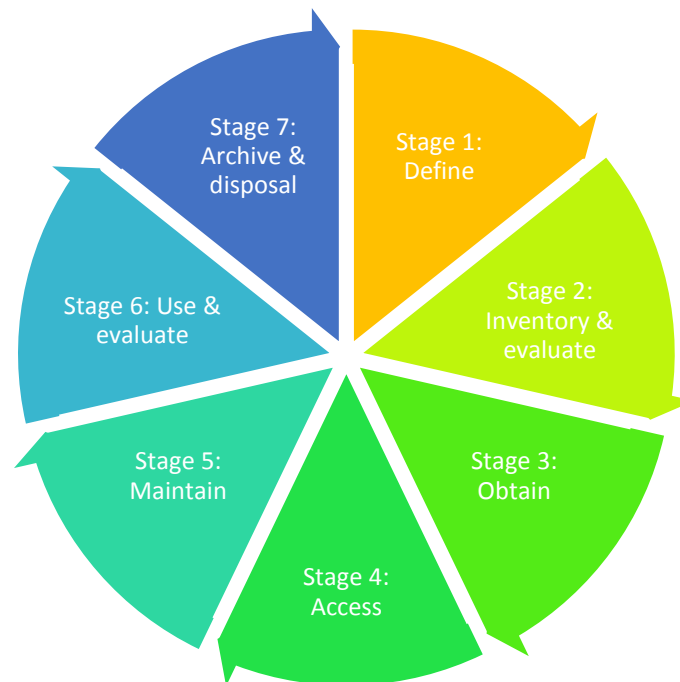 Stage 1:
Define
Stage 2:
Inventory &
evaluate
Stage 3:
Obtain
Stage 4:
Access
Stage 5:
Maintain
Stage 6: Use &
evaluate
Stage 7:
Archive &
disposal